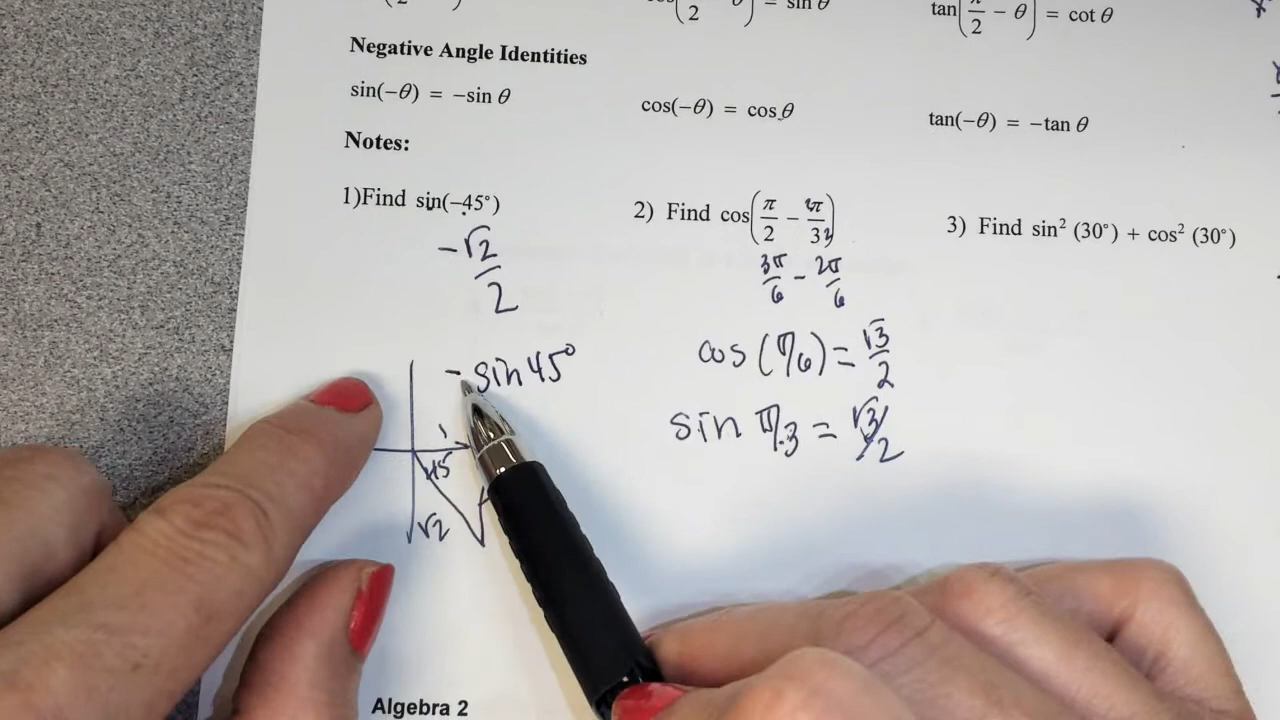 = sin θ
tan(π/2 − θ) = cot θ
Negative Angle Identities
sin(−θ) = −sin θ
cos(−θ) = cos θ
tan(−θ) = −tan θ
Notes:
1)Find sin(−45°)
−√2/2
2) Find cos(π/2 − π/3)
3π/6 − 2π/6
3) Find sin² (30°) + cos² (30°)
cos (π/6) = √3/2
− sin 45°
sin π/3 = √3/2
1
45
√2
Algebra 2